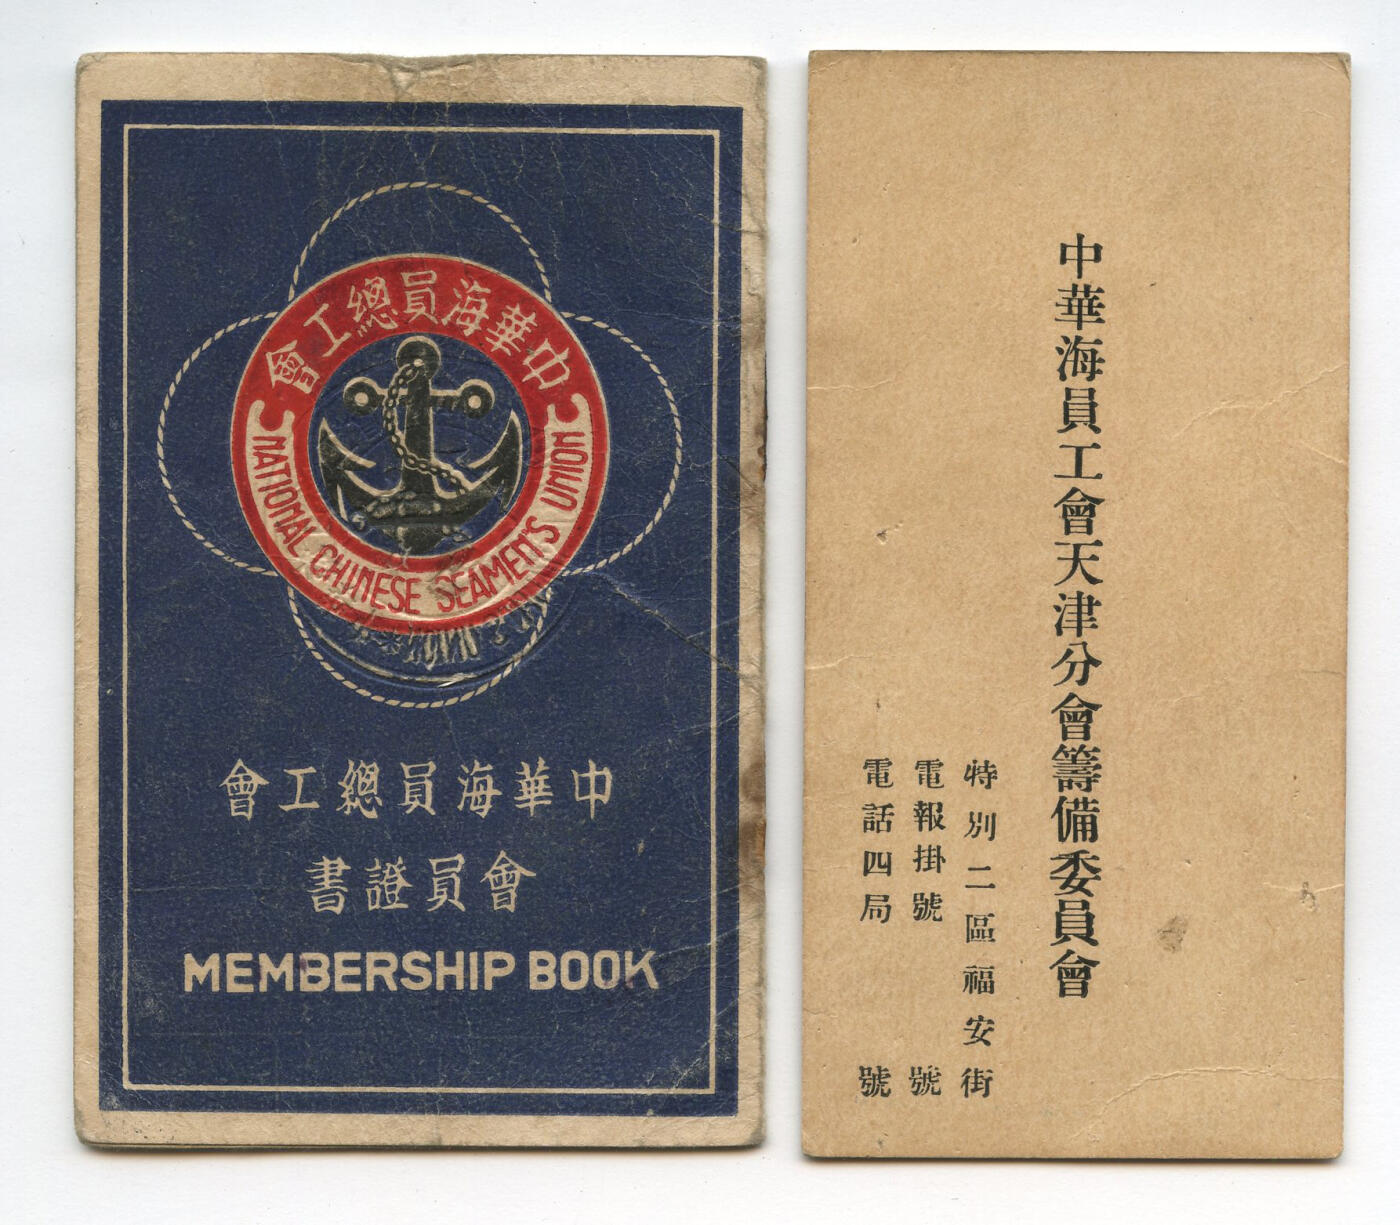 中華海員總工會
NATIONAL CHINESE SEAMEN'S UNION
中華海員總工會
會員證書
MEMBERSHIP BOOK
中華海員工會天津分會籌備委員會
特別二區福安街
電報掛號　號
電話四局　號